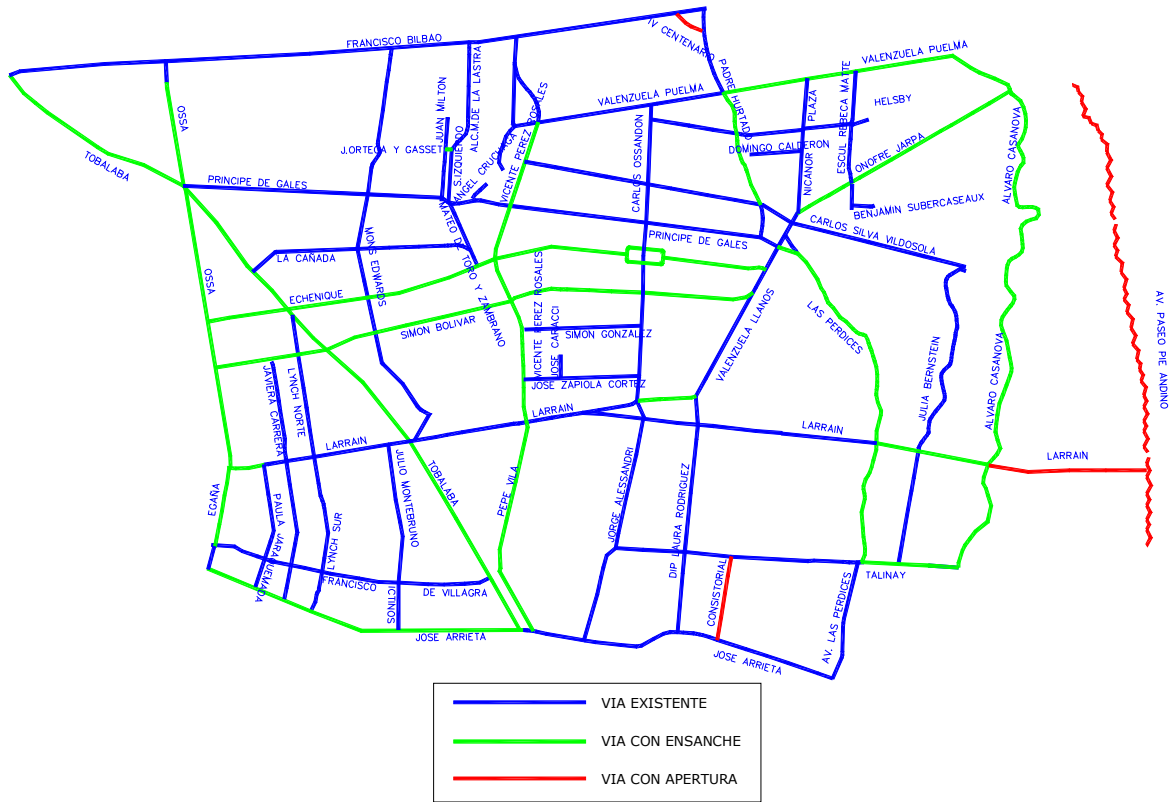 IV CENTENARIO
FRANCISCO BILBAO
PADRE HURTADO
VALENZUELA PUELMA
ALC.M.DE LA LASTRA
ESCUL REBECA MATTE
VALENZUELA PUELMA
PLAZA
HELSBY
OSSA
JUAN MILTON
VICENTE PEREZ ROSALES
TOBALABA
J.ORTEGA Y GASSET
S.IZQUIERDO
ANGEL CRUCHAGA
CARLOS OSSANDON
DOMINGO CALDERON
NICANOR
ONOFRE JARPA
ALVARO CASANOVA
PRINCIPE DE GALES
BENJAMIN SUBERCASEAUX
CARLOS SILVA VILDOSOLA
PRINCIPE DE GALES
MATEO DE TORO Y ZAMBRANO
LA CAÑADA
MONS EDWARDS
OSSA
ECHENIQUE
VICENTE PEREZ ROSALES
LAS PERDICES
AV. PASEO PIE ANDINO
SIMON BOLIVAR
SIMON GONZALEZ
JOSE CARACCI
VALENZUELA LLANOS
JULIA BERNSTEIN
ALVARO CASANOVA
JAVIERA CARRERA
LYNCH NORTE
JOSE ZAPIOLA CORTEZ
LARRAIN
LARRAIN
LARRAIN
LARRAIN
TOBALABA
JULIO MONTEBRUNO
PEPE VILA
JORGE ALESSANDRI
DIP LAURA RODRIGUEZ
EGAÑA
PAULA JARAQUEMADA
LYNCH SUR
FRANCISCO
DE VILLAGRA
ICTINOS
CONSISTORIAL
TALINAY
AV. LAS PERDICES
JOSE ARRIETA
JOSE ARRIETA
VIA EXISTENTE
VIA CON ENSANCHE
VIA CON APERTURA